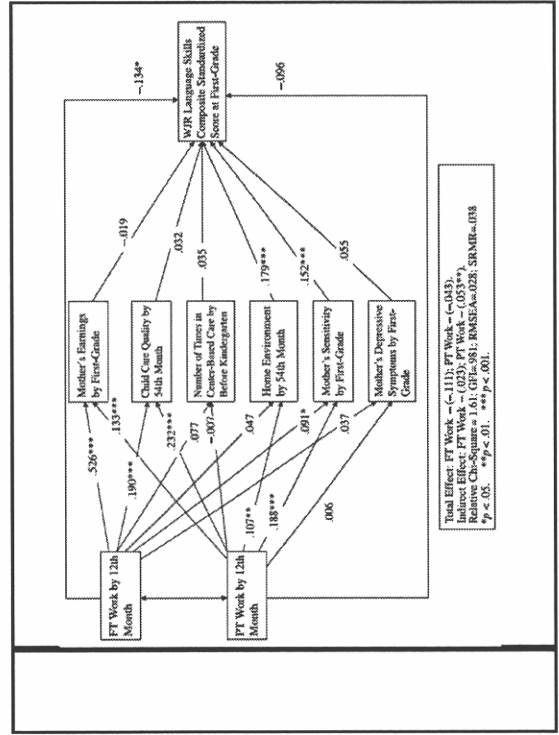 -.134*
WJR Language Skills
Composite Standardized
Score at First-Grade
-.096
-.019
.032
.035
.179***
.152***
.055
Mother's Earnings
by First-Grade
Child Care Quality by
54th Month
Number of Times in
Center-Based Care by
Before Kindergarten
Home Environment
by 54th Month
Mother's Sensitivity
by First-Grade
Mother's Depressive
Symptoms by First-
Grade
.526***
.133***
.190***
.232***
.077
-.007
.047
.091*
.037
.107**
.188***
.006
FT Work by 12th
Month
PT Work by 12th
Month
Total Effect: FT Work – (-.111); PT Work – (-.043).
Indirect Effect: FT Work – (.023); PT Work – (.053**).
Relative Chi-Square = 1.61; GFI=.981; RMSEA=.028; SRMR=.038
*p < .05. **p < .01. ***p < .001.